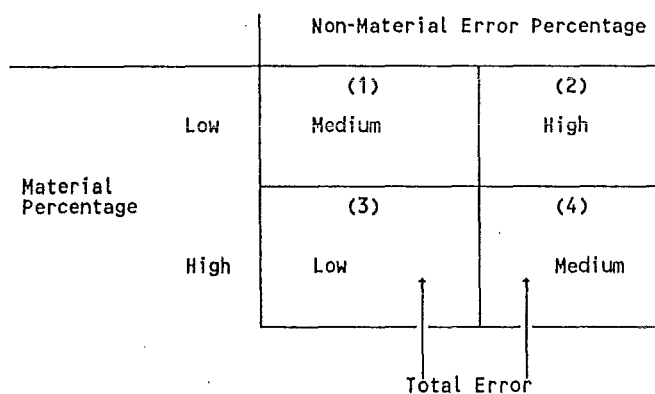 Non-Material Error Percentage
(1) (2)
Low Medium High
Material
Percentage
(3) (4)
High Low Medium
Total Error